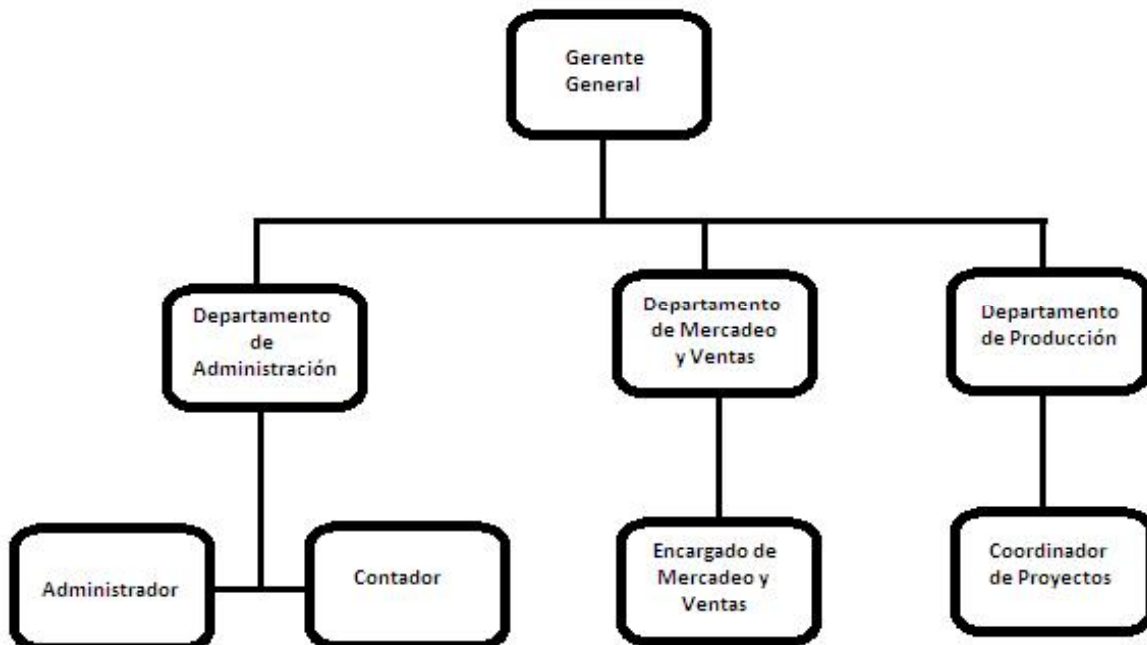 Gerente
General
Departamento
de
Administración
Departamento
de Mercadeo
y Ventas
Departamento
de Producción
Administrador
Contador
Encargado de
Mercadeo y
Ventas
Coordinador
de Proyectos